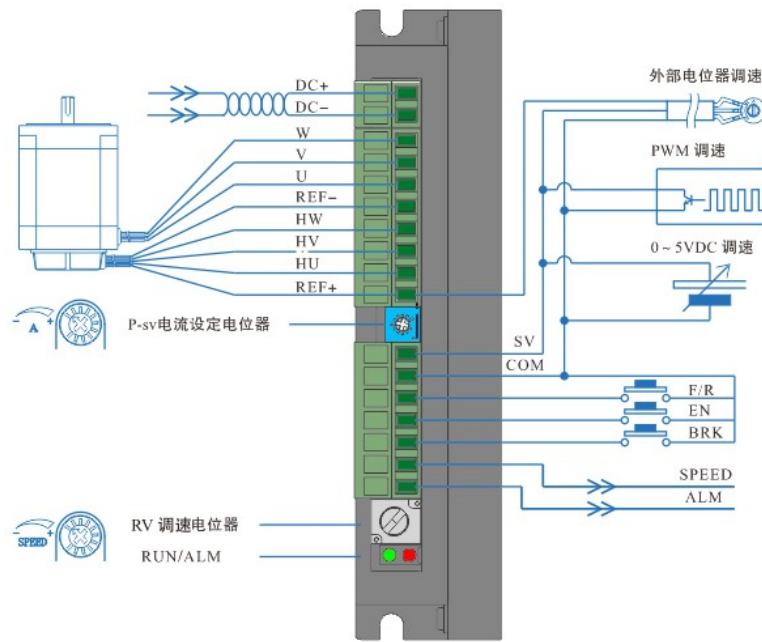 DC+
DC-
W
V
U
REF-
HW
HV
HU
REF+
- A +
P-sv电流设定电位器
外部电位器调速
PWM 调速
0~5VDC 调速
SV
COM
F/R
EN
BRK
SPEED
ALM
RV 调速电位器
- SPEED +
RUN/ALM